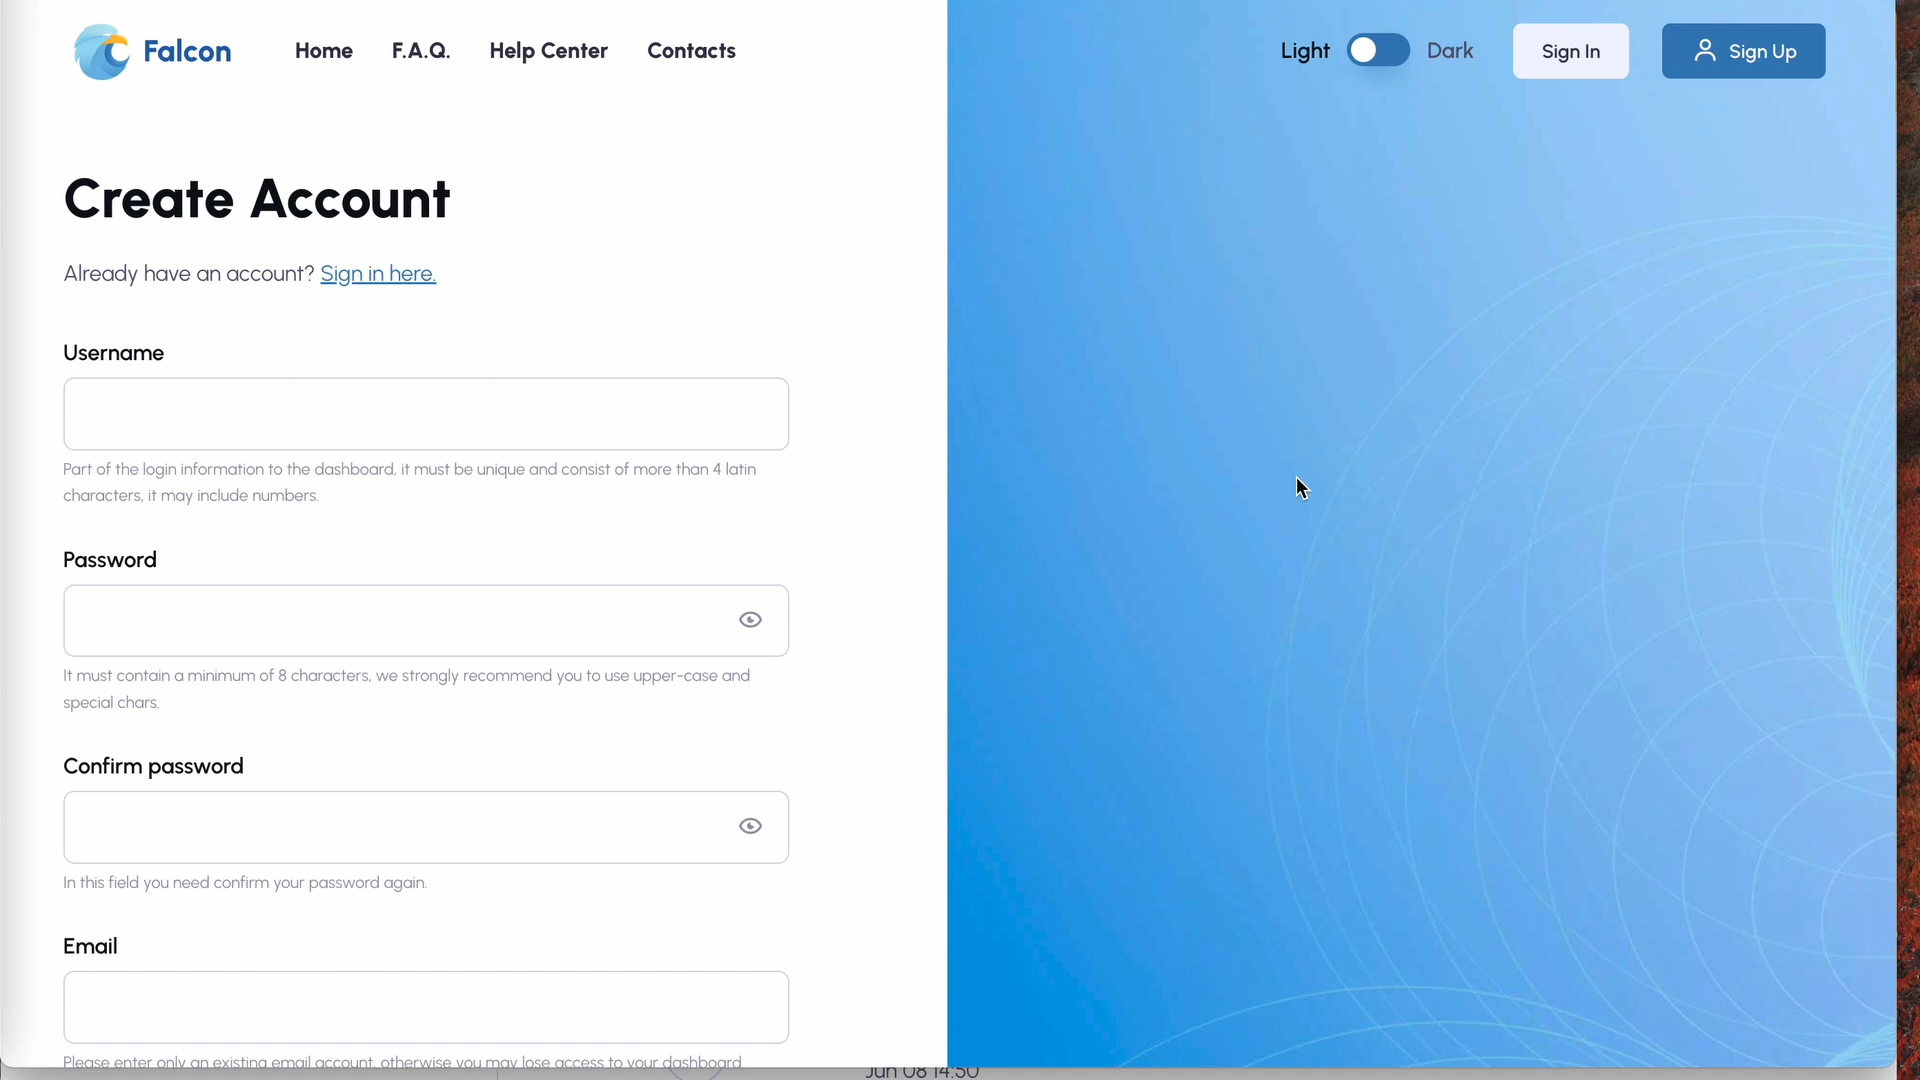 Falcon
Home
F.A.Q.
Help Center
Contacts
Light
Dark
Sign In
Sign Up
Create Account
Already have an account? Sign in here.
Username
Part of the login information to the dashboard, it must be unique and consist of more than 4 latin
characters, it may include numbers.
Password
It must contain a minimum of 8 characters, we strongly recommend you to use upper-case and
special chars.
Confirm password
In this field you need confirm your password again.
Email
Please enter only an existing email account, otherwise you may lose access to your dashboard
Jun 08 14:50